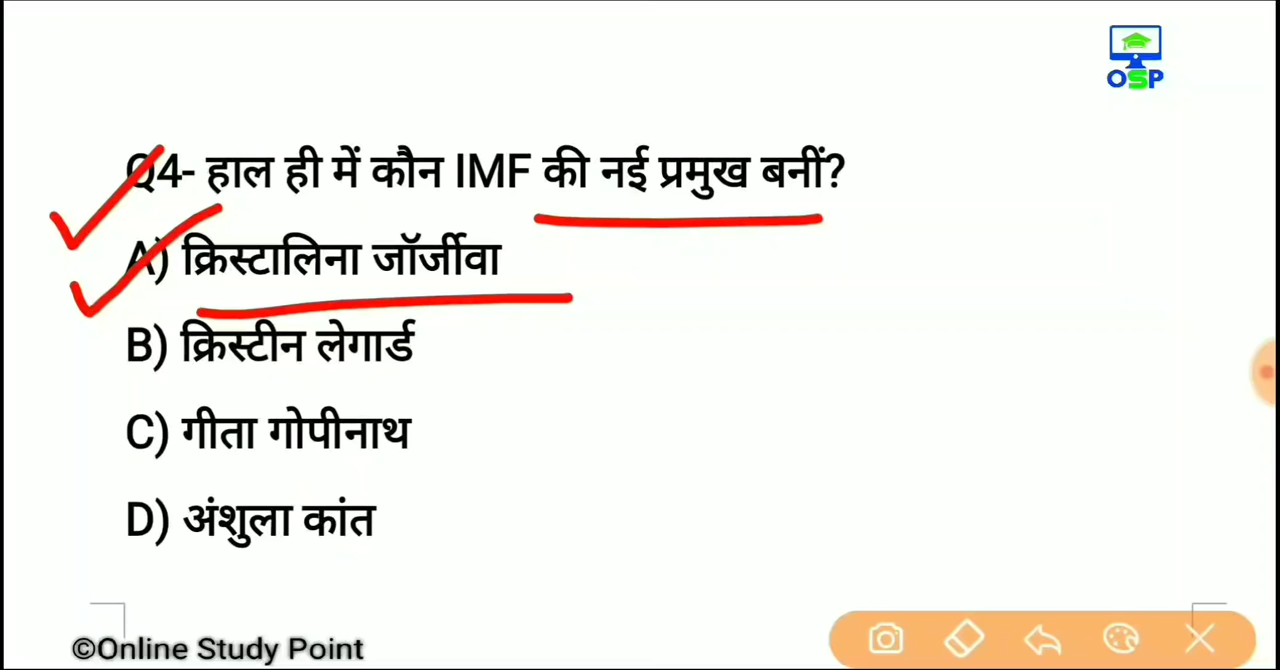 OSP
Q4- हाल ही में कौन IMF की नई प्रमुख बनीं?
A) क्रिस्टालिना जॉर्जीवा
B) क्रिस्टीन लेगार्ड
C) गीता गोपीनाथ
D) अंशुला कांत
©Online Study Point